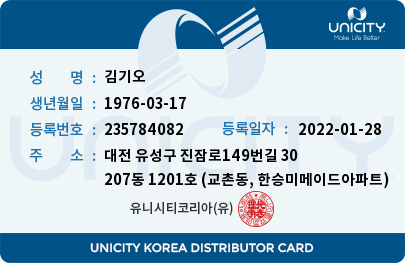 UNICITY
Make Life Better
UNICITY
성 명 : 김기오
생년월일 : 1976-03-17
등록번호 : 235784082 등록일자 : 2022-01-28
주 소 : 대전 유성구 진잠로149번길 30
207동 1201호 (교촌동, 한승미메이드아파트)
유니시티코리아(유)
UNICITY KOREA DISTRIBUTOR CARD